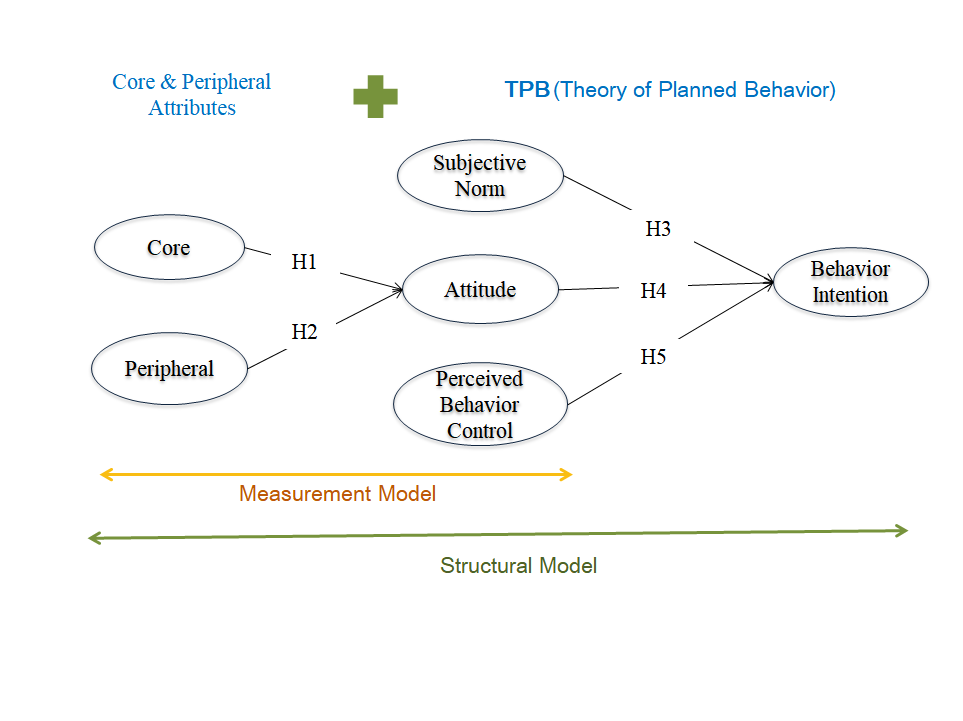 Core & Peripheral
Attributes
TPB (Theory of Planned Behavior)
Subjective
Norm
Core
H1
H3
Attitude
H4
Behavior
Intention
Peripheral
H2
H5
Perceived
Behavior
Control
Measurement Model
Structural Model